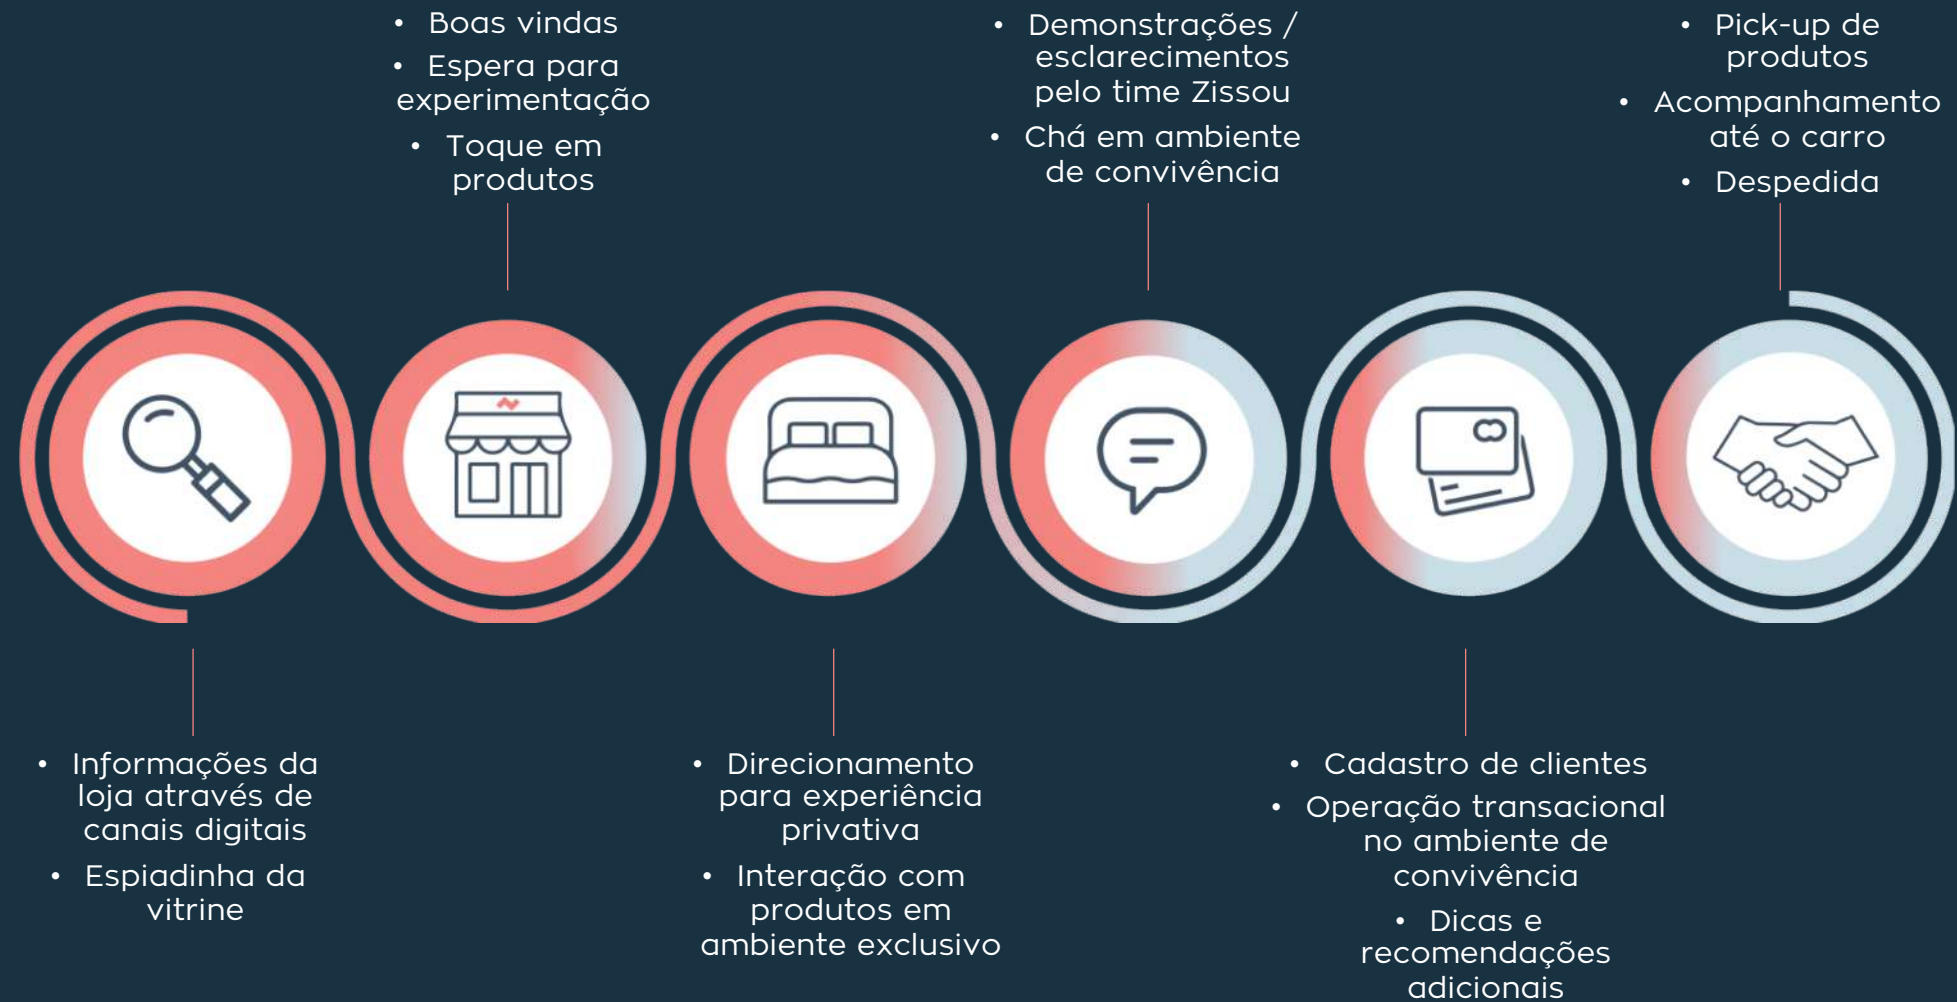 • Boas vindas
• Espera para
experimentação
• Toque em
produtos
• Demonstrações /
esclarecimentos
pelo time Zissou
• Chá em ambiente
de convivência
• Pick-up de
produtos
• Acompanhamento
até o carro
• Despedida
• Informações da
loja através de
canais digitais
• Espiadinha da
vitrine
• Direcionamento
para experiência
privativa
• Interação com
produtos em
ambiente exclusivo
• Cadastro de clientes
• Operação transacional
no ambiente de
convivência
• Dicas e
recomendações
adicionais